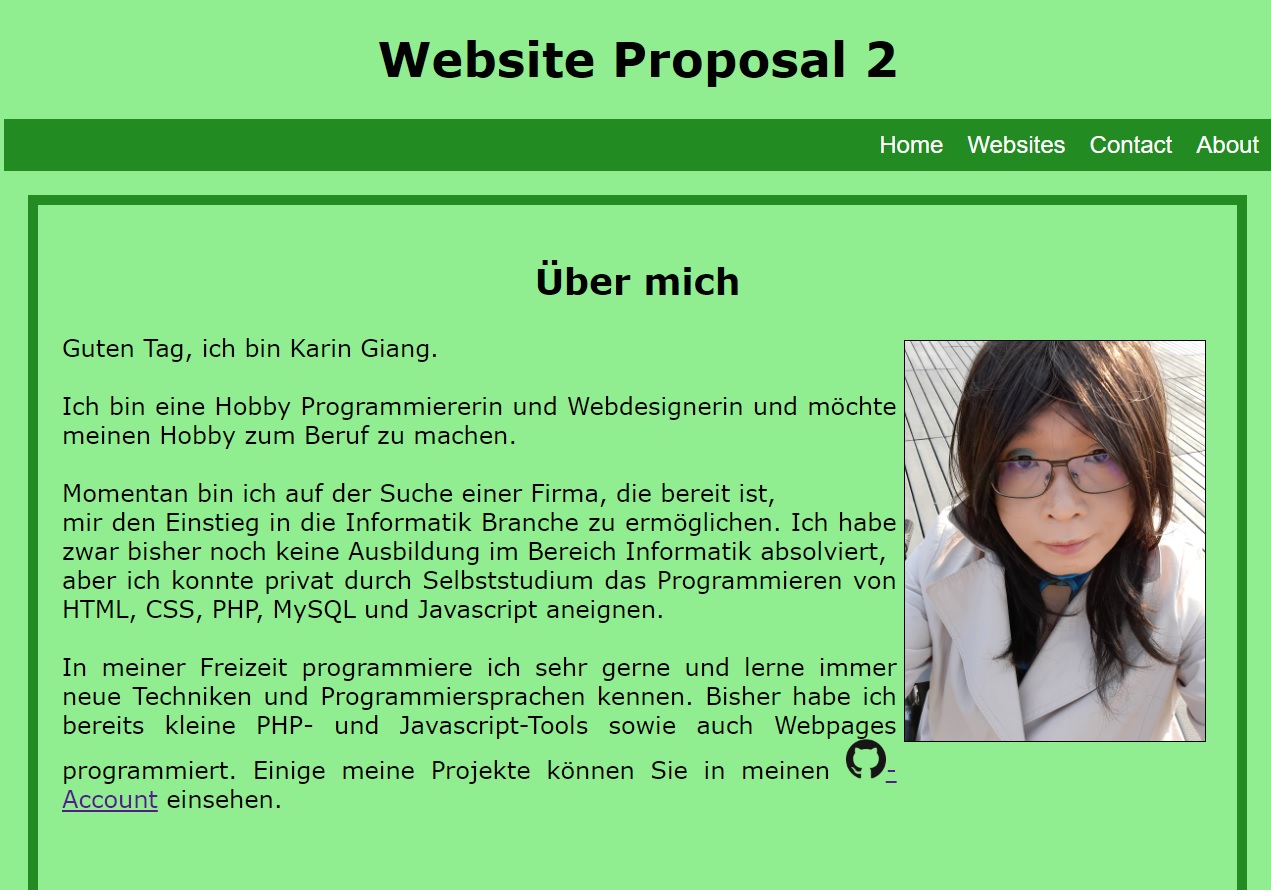 Website Proposal 2
Home Websites Contact About
Über mich
Guten Tag, ich bin Karin Giang.
Ich bin eine Hobby Programmiererin und Webdesignerin und möchte
meinen Hobby zum Beruf zu machen.
Momentan bin ich auf der Suche einer Firma, die bereit ist,
mir den Einstieg in die Informatik Branche zu ermöglichen. Ich habe
zwar bisher noch keine Ausbildung im Bereich Informatik absolviert,
aber ich konnte privat durch Selbststudium das Programmieren von
HTML, CSS, PHP, MySQL und Javascript aneignen.
In meiner Freizeit programmiere ich sehr gerne und lerne immer
neue Techniken und Programmiersprachen kennen. Bisher habe ich
bereits kleine PHP- und Javascript-Tools sowie auch Webpages
programmiert. Einige meine Projekte können Sie in meinen -
Account einsehen.